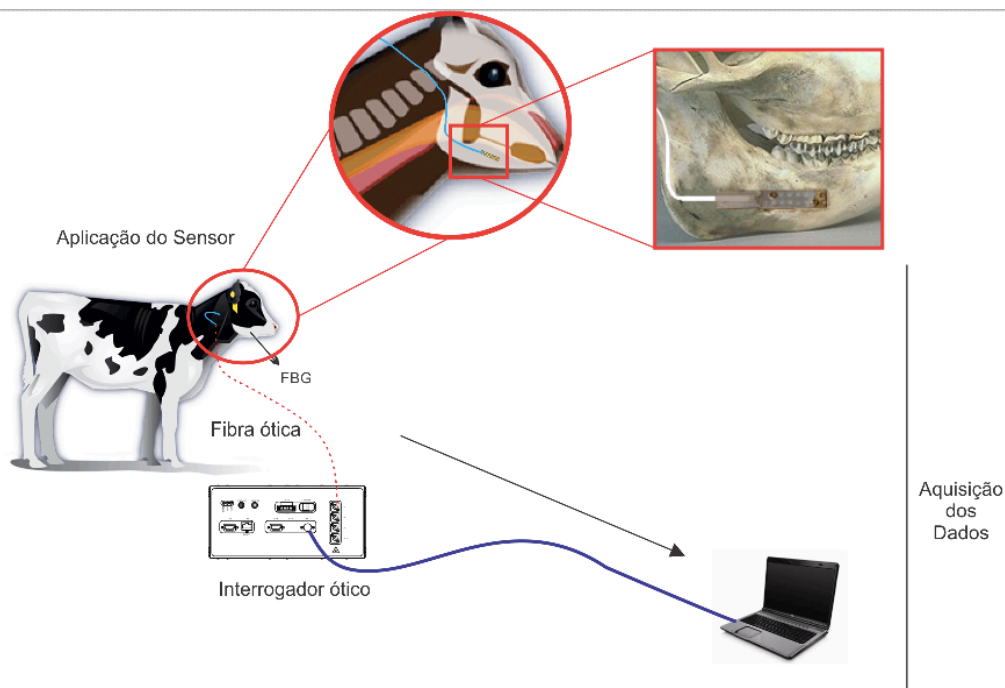 Aplicação do Sensor
FBG
Fibra ótica
Interrogador ótico
Aquisição
dos
Dados